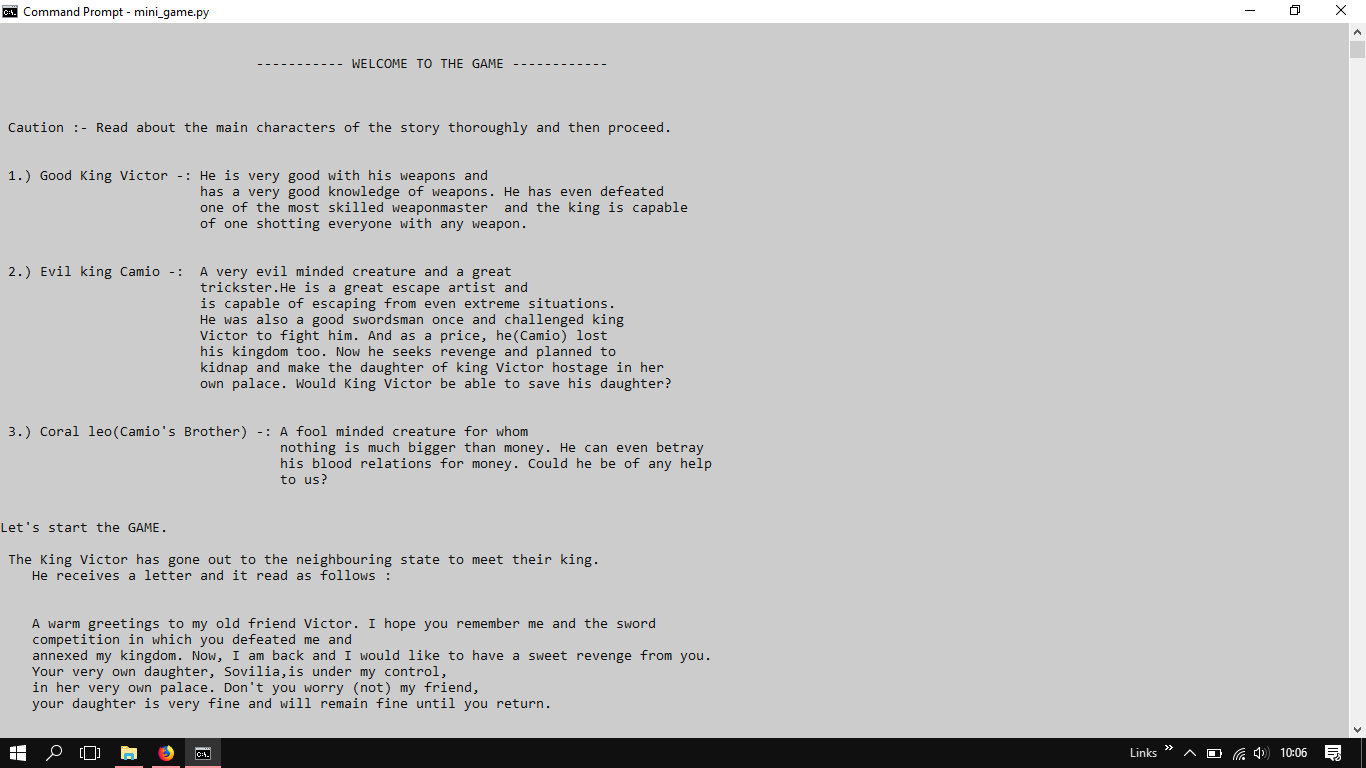 Command Prompt - mini_game.py
----------- WELCOME TO THE GAME ------------
Caution :- Read about the main characters of the story thoroughly and then proceed.
1.) Good King Victor -: He is very good with his weapons and
has a very good knowledge of weapons. He has even defeated
one of the most skilled weaponmaster  and the king is capable
of one shotting everyone with any weapon.
2.) Evil king Camio -:  A very evil minded creature and a great
trickster.He is a great escape artist and
is capable of escaping from even extreme situations.
He was also a good swordsman once and challenged king
Victor to fight him. And as a price, he(Camio) lost
his kingdom too. Now he seeks revenge and planned to
kidnap and make the daughter of king Victor hostage in her
own palace. Would King Victor be able to save his daughter?
3.) Coral leo(Camio's Brother) -: A fool minded creature for whom
nothing is much bigger than money. He can even betray
his blood relations for money. Could he be of any help
to us?
Let's start the GAME.
The King Victor has gone out to the neighbouring state to meet their king.
He receives a letter and it read as follows :
A warm greetings to my old friend Victor. I hope you remember me and the sword
competition in which you defeated me and
annexed my kingdom. Now, I am back and I would like to have a sweet revenge from you.
Your very own daughter, Sovilia,is under my control,
in her very own palace. Don't you worry (not) my friend,
your daughter is very fine and will remain fine until you return.
Links » 10:06